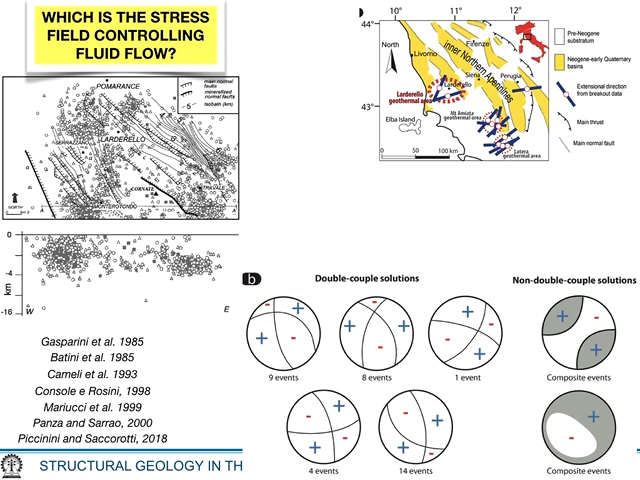 WHICH IS THE STRESS
FIELD CONTROLLING
FLUID FLOW?
POMARANCE
main normal
faults
mineralized
normal faults
5 Isobath (km)
LARDERELLO
SERRAZZANO
CORNATE
TRAVALE
MONTEROTONDO
A
A
0
-4
km
-16
W
E
10°
11°
12°
44°
43°
North
Livorno
Firenze
inner Northern Apennines
Siena
Perugia
Larderello
Larderello
geothermal area
Elba Island
Mt Amiata
geothermal area
Latera
geothermal area
0 50 100 km
Pre-Neogene
substratum
Neogene-early Quaternary
basins
Extensional direction
from breakout data
Main thrust
Main normal fault
b
Double-couple solutions
Non-double-couple solutions
- + + -
+ - + -
+ - +
+ -
9 events
8 events
1 event
Composite events
- + + -
- + -
+ -
4 events
14 events
Composite events
Gasparini et al. 1985
Batini et al. 1985
Cameli et al. 1993
Console e Rosini, 1998
Mariucci et al. 1999
Panza and Sarrao, 2000
Piccinini and Saccorotti, 2018
STRUCTURAL GEOLOGY IN TH